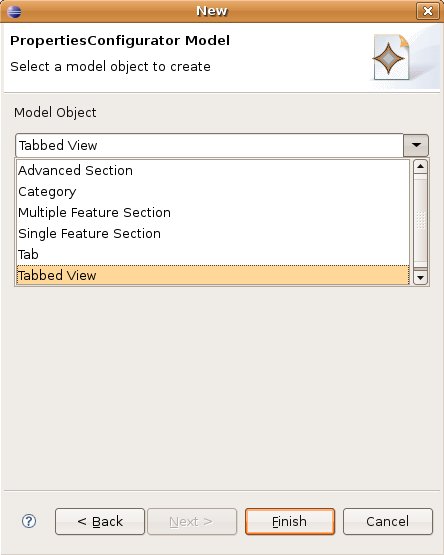 New
PropertiesConfigurator Model
Select a model object to create
Model Object
Tabbed View
Advanced Section
Category
Multiple Feature Section
Single Feature Section
Tab
Tabbed View
? < Back Next > Finish Cancel